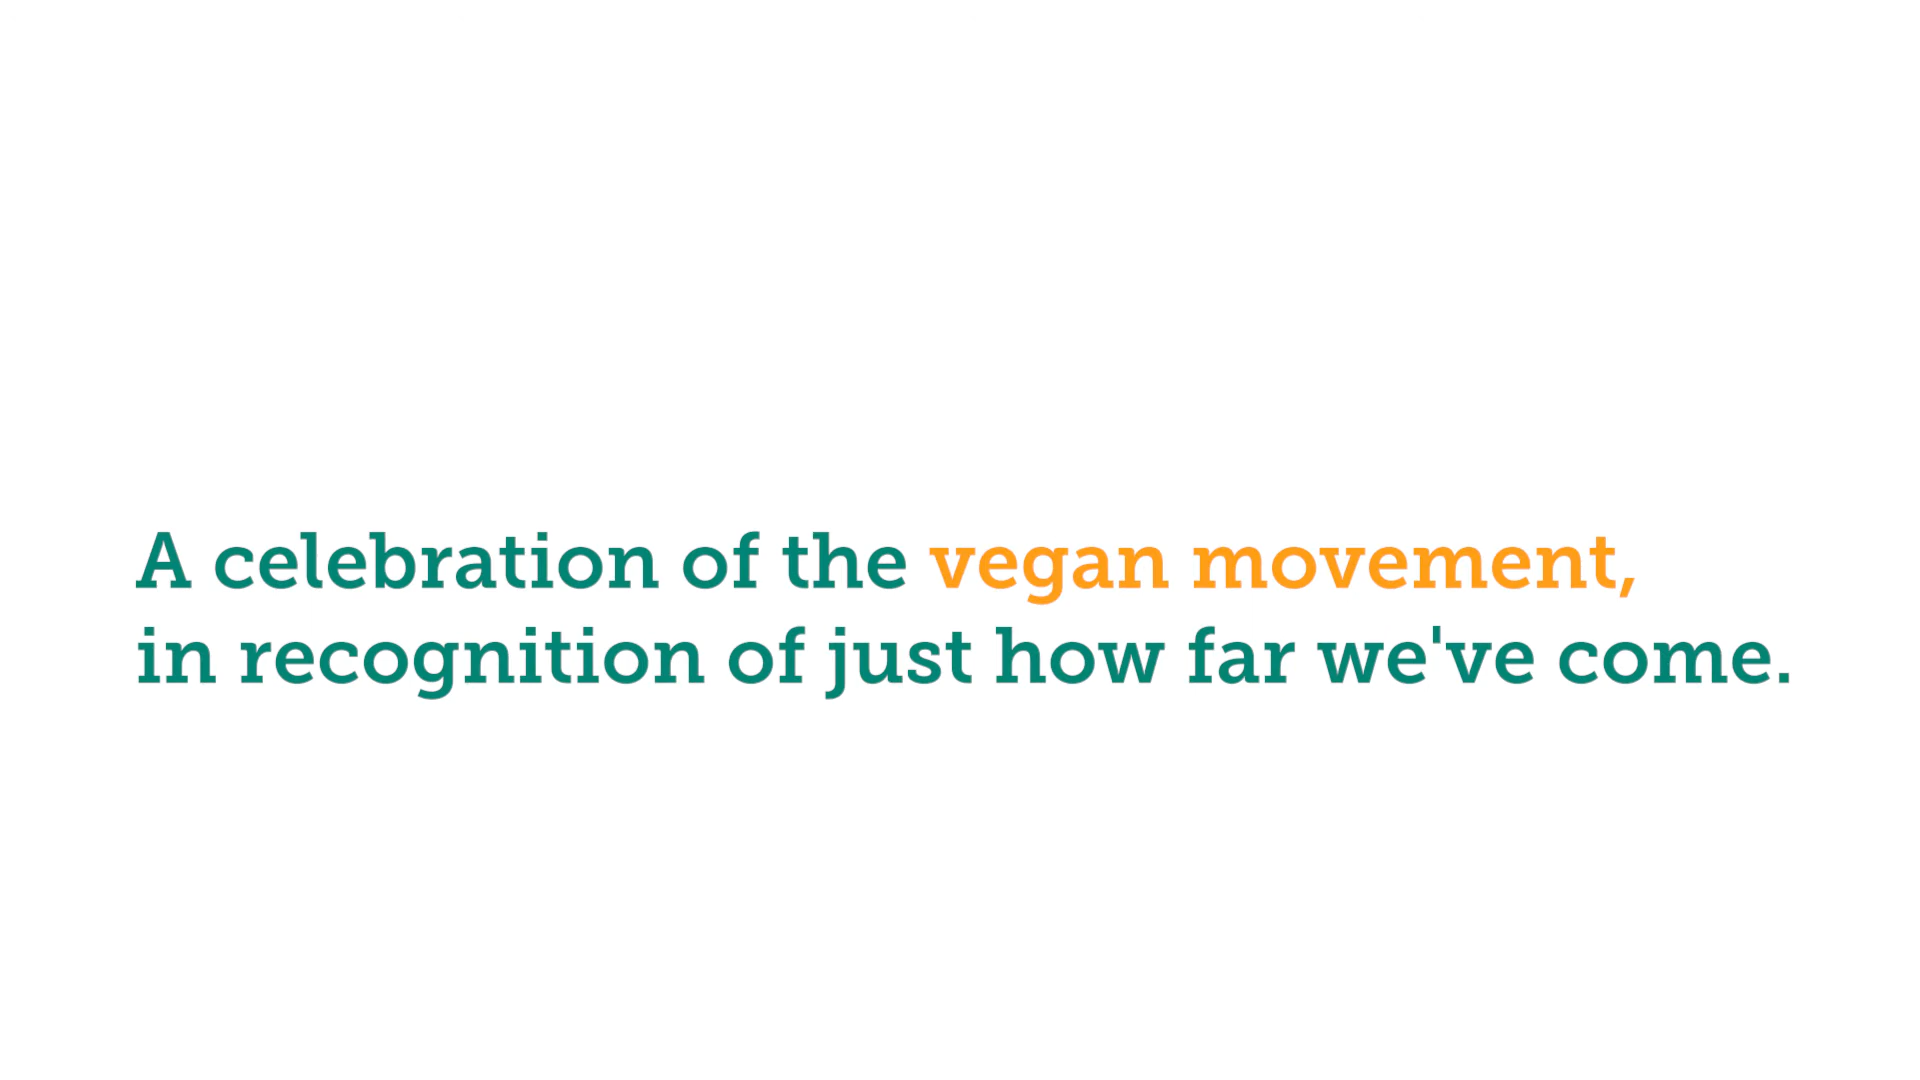 A celebration of the vegan movement,
in recognition of just how far we've come.